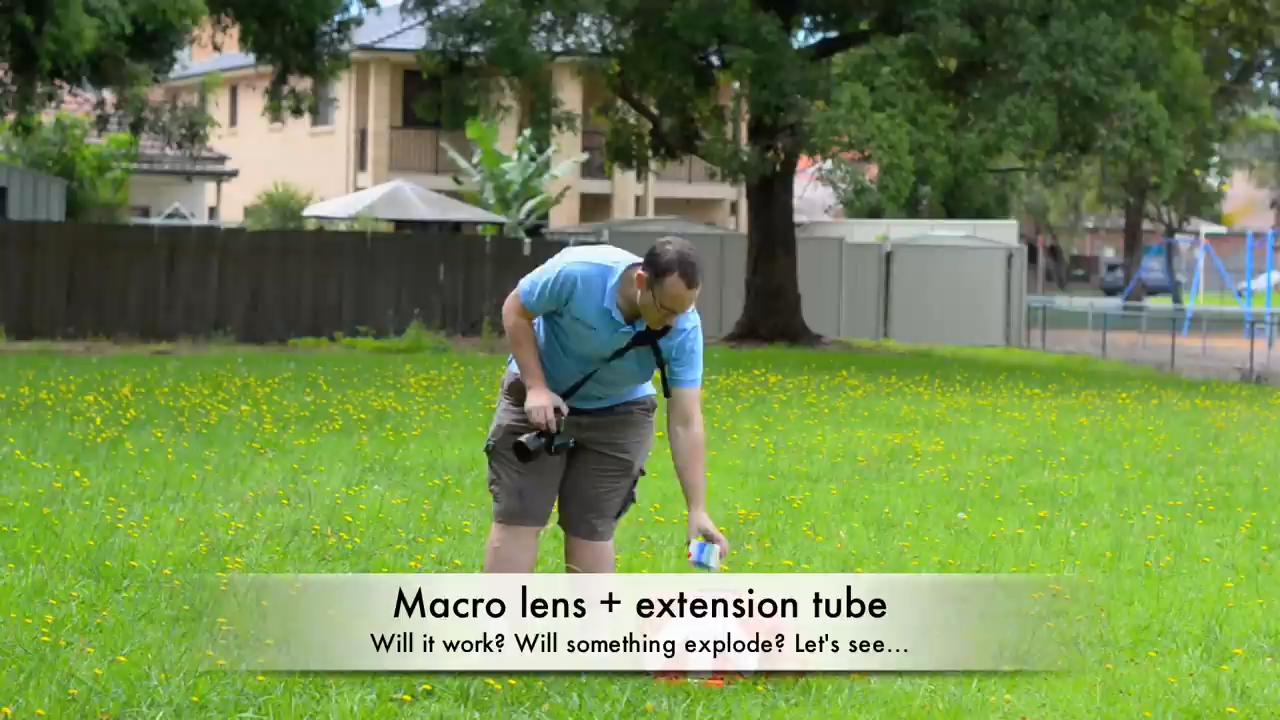 Macro lens + extension tube
Will it work? Will something explode? Let's see...